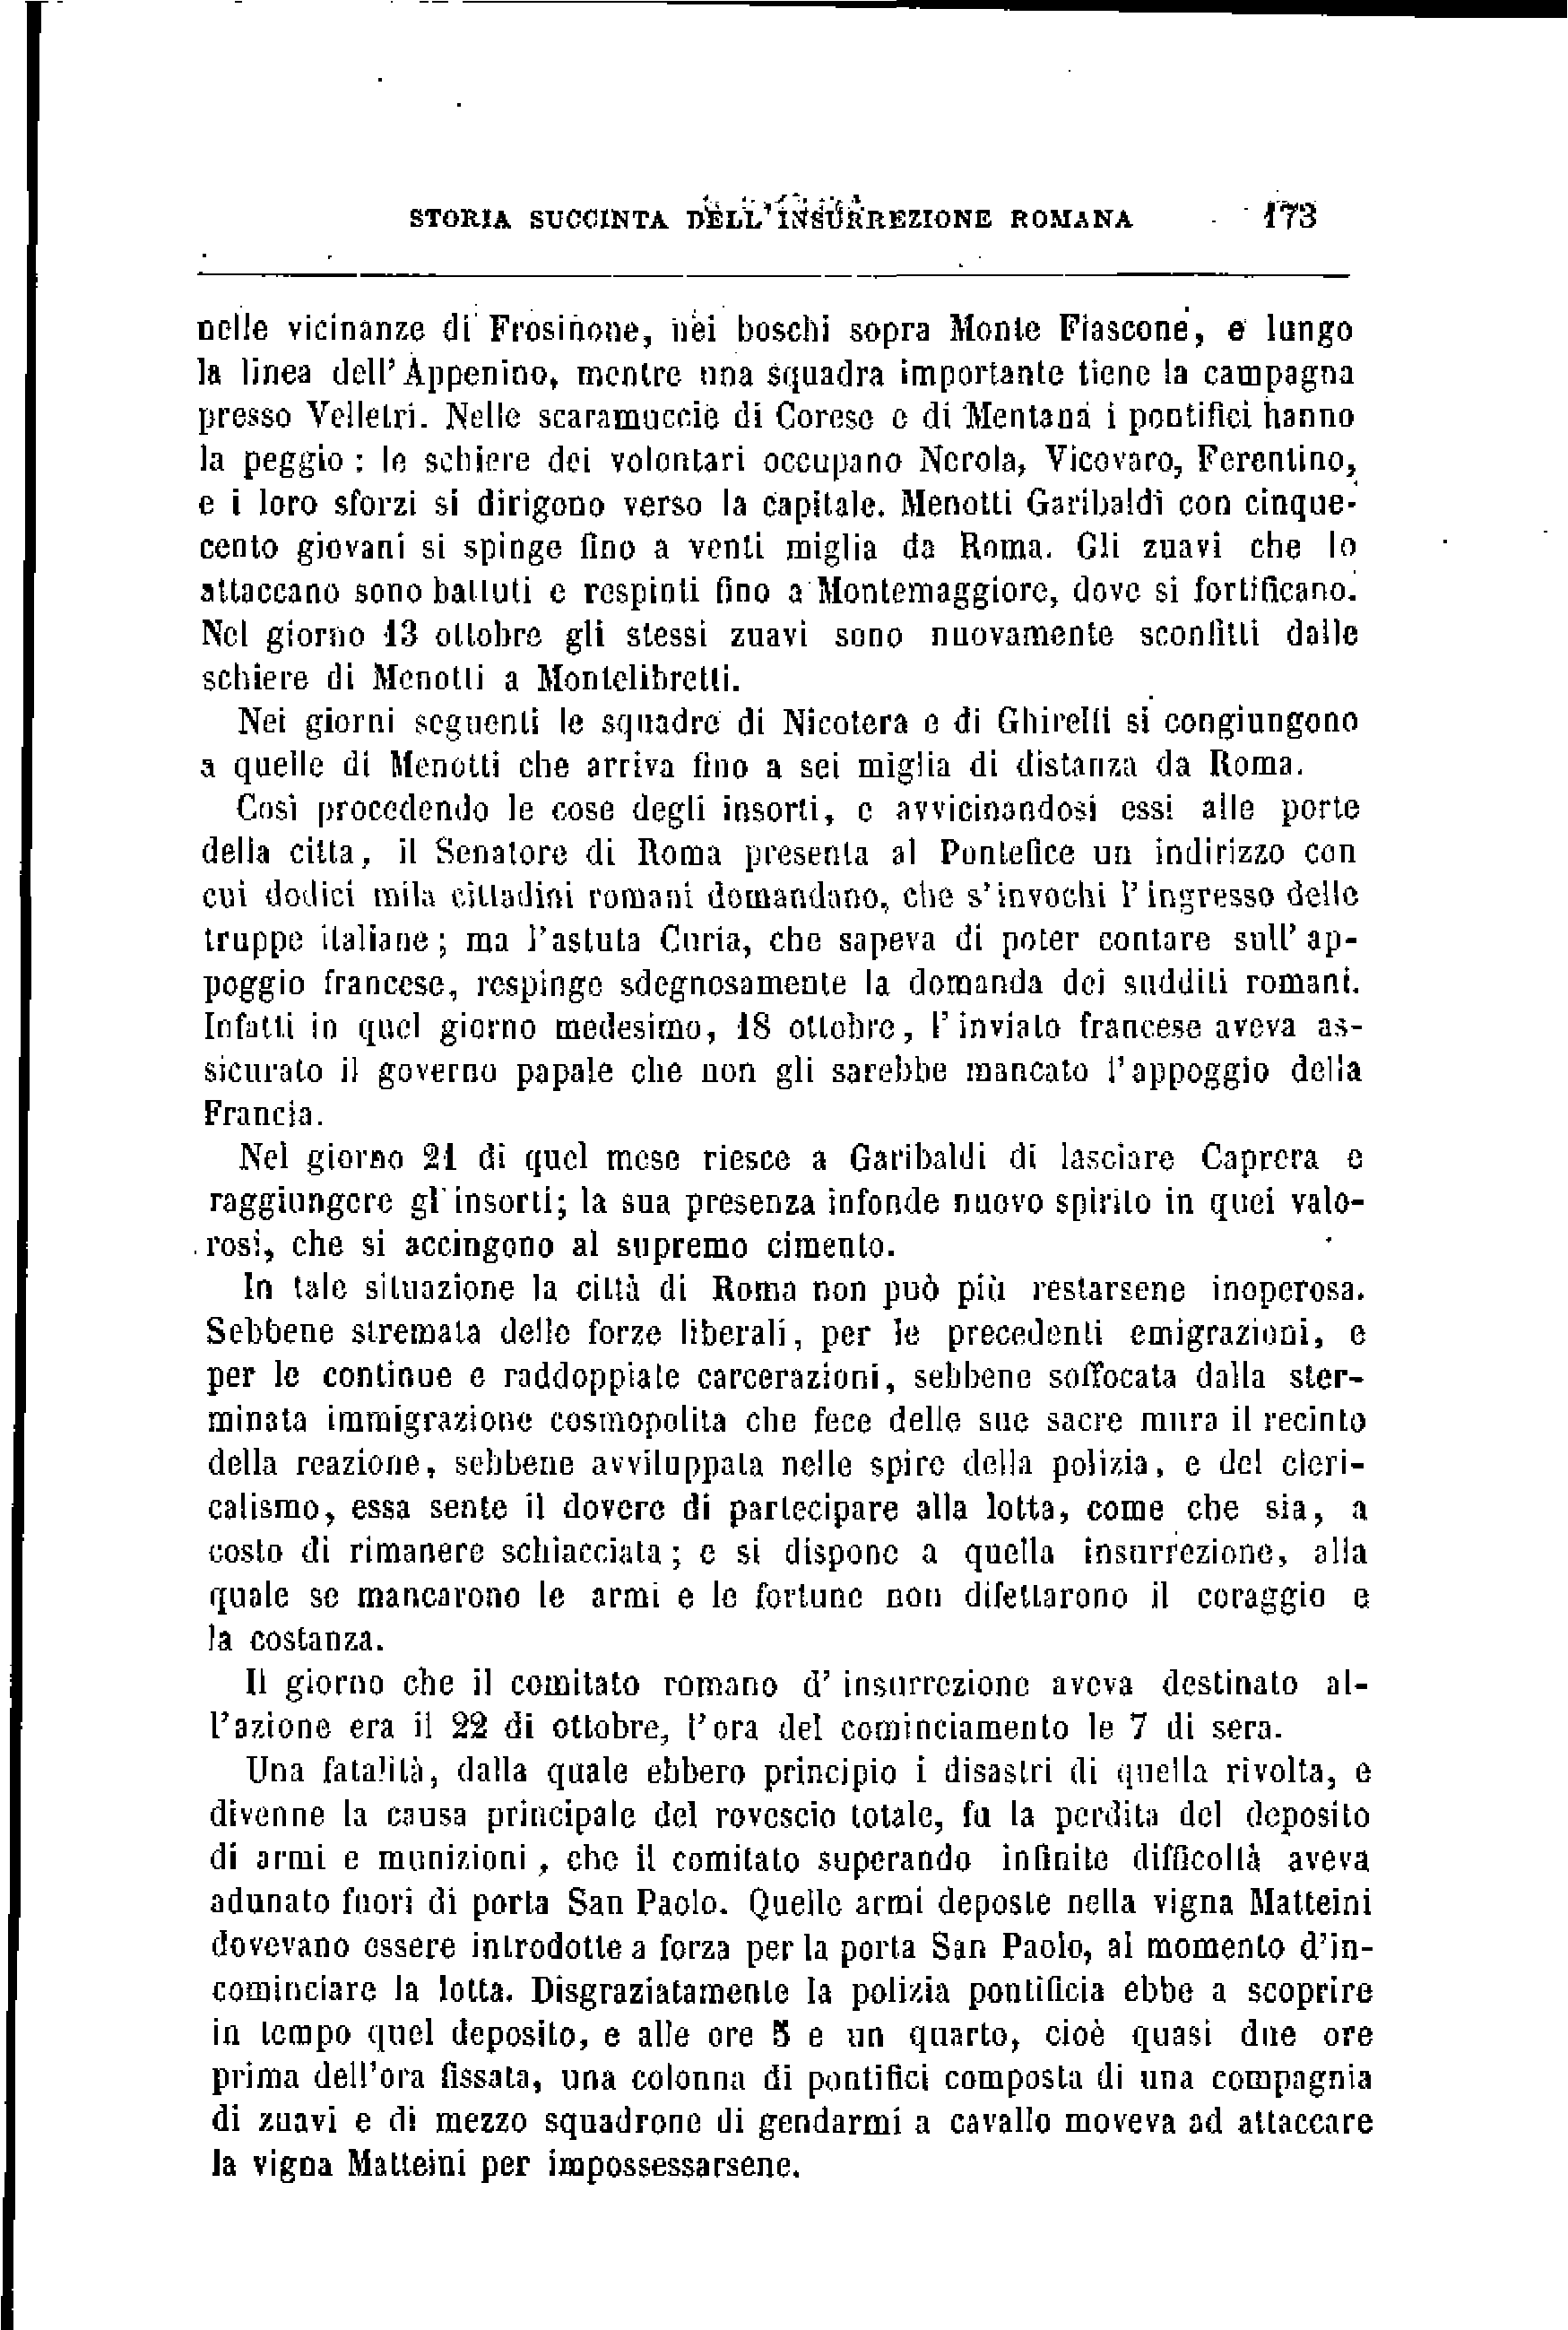 STORIA SUCCINTA DELL'INSURREZIONE ROMANA 173
nelle vicinanze di Frosinone, nei boschi sopra Monte Fiascone, e lungo
la linea dell'Appenino, mentre una squadra importante tiene la campagna
presso Velletri. Nelle scaramuccie di Corese e di Mentana i pontifici hanno
la peggio : le schiere dei volontari occupano Nerola, Vicovaro, Ferentino,
e i loro sforzi si dirigono verso la capitale. Menotti Garibaldi con cinque-
cento giovani si spinge fino a venti miglia da Roma. Gli zuavi che lo
attaccano sono battuti e respinti fino a Montemaggiore, dove si fortificano.
Nel giorno 13 ottobre gli stessi zuavi sono nuovamente sconfitti dalle
schiere di Menotti a Montelibretti.
Nei giorni seguenti le squadre di Nicotera e di Ghirelli si congiungono
a quelle di Menotti che arriva fino a sei miglia di distanza da Roma.
Così procedendo le cose degli insorti, e avvicinandosi essi alle porte
della citta, il Senatore di Roma presenta al Pontefice un indirizzo con
cui dodici mila cittadini romani domandano, che s'invochi l'ingresso delle
truppe italiane ; ma l'astuta Curia, che sapeva di poter contare sull'ap-
poggio francese, respinge sdegnosamente la domanda dei sudditi romani.
Infatti in quel giorno medesimo, 18 ottobre, l'inviato francese aveva as-
sicurato il governo papale che non gli sarebbe mancato l'appoggio della
Francia.
Nel giorno 21 di quel mese riesce a Garibaldi di lasciare Caprera e
raggiungere gl'insorti; la sua presenza infonde nuovo spirito in quei valo-
rosi, che si accingono al supremo cimento.
In tale situazione la città di Roma non può più restarsene inoperosa.
Sebbene stremata delle forze liberali, per le precedenti emigrazioni, e
per le continue e raddoppiate carcerazioni, sebbene soffocata dalla ster-
minata immigrazione cosmopolita che fece delle sue sacre mura il recinto
della reazione, sebbene avviluppata nelle spire della polizia, e del cleri-
calismo, essa sente il dovere di partecipare alla lotta, come che sia, a
costo di rimanere schiacciata ; e si dispone a quella insurrezione, alla
quale se mancarono le armi e le fortune non difettarono il coraggio e
la costanza.
Il giorno che il comitato romano d'insurrezione aveva destinato al-
l'azione era il 22 di ottobre, l'ora del cominciamento le 7 di sera.
Una fatalità, dalla quale ebbero principio i disastri di quella rivolta, e
divenne la causa principale del rovescio totale, fu la perdita del deposito
di armi e munizioni, che il comitato superando infinite difficoltà aveva
adunato fuori di porta San Paolo. Quelle armi deposte nella vigna Matteini
dovevano essere introdotte a forza per la porta San Paolo, al momento d'in-
cominciare la lotta. Disgraziatamente la polizia pontificia ebbe a scoprire
in tempo quel deposito, e alle ore 5 e un quarto, cioè quasi due ore
prima dell'ora fissata, una colonna di pontifici composta di una compagnia
di zuavi e di mezzo squadrone di gendarmi a cavallo moveva ad attaccare
la vigna Matteini per impossessarsene.